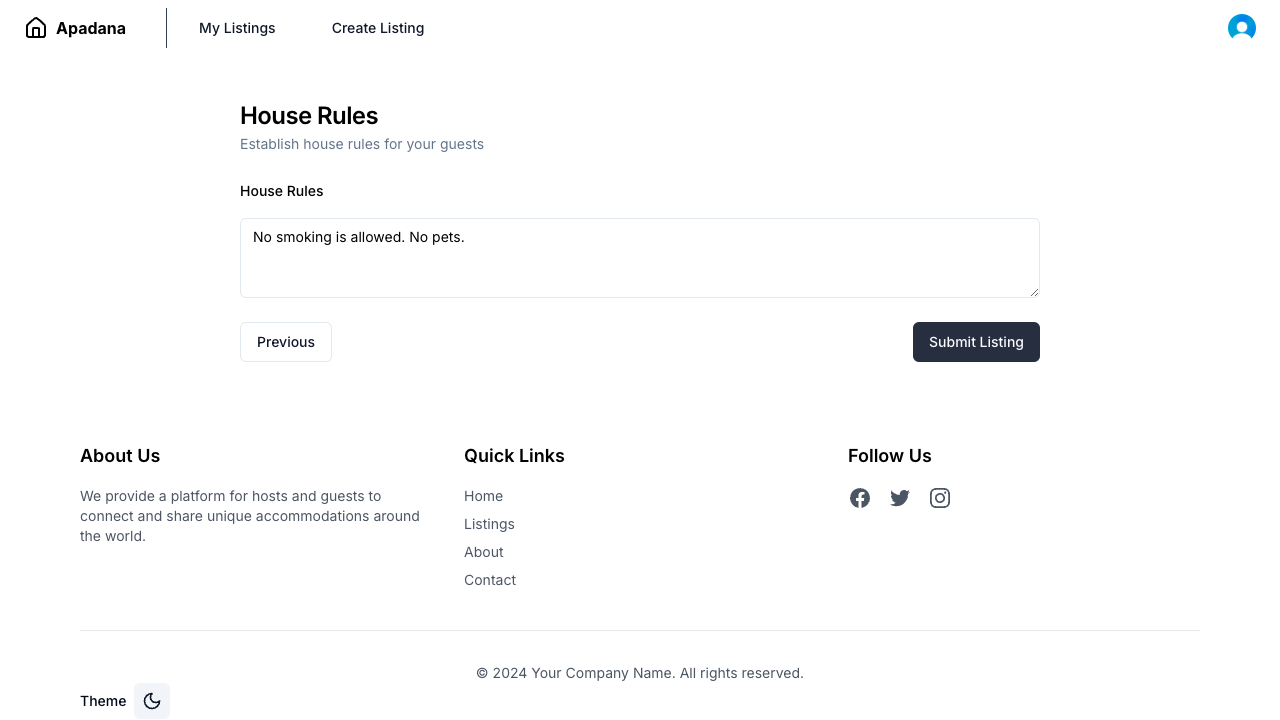 Apadana
My Listings
Create Listing
House Rules
Establish house rules for your guests
House Rules
No smoking is allowed. No pets.
Previous
Submit Listing
About Us
We provide a platform for hosts and guests to
connect and share unique accommodations around
the world.
Quick Links
Home
Listings
About
Contact
Follow Us
© 2024 Your Company Name. All rights reserved.
Theme